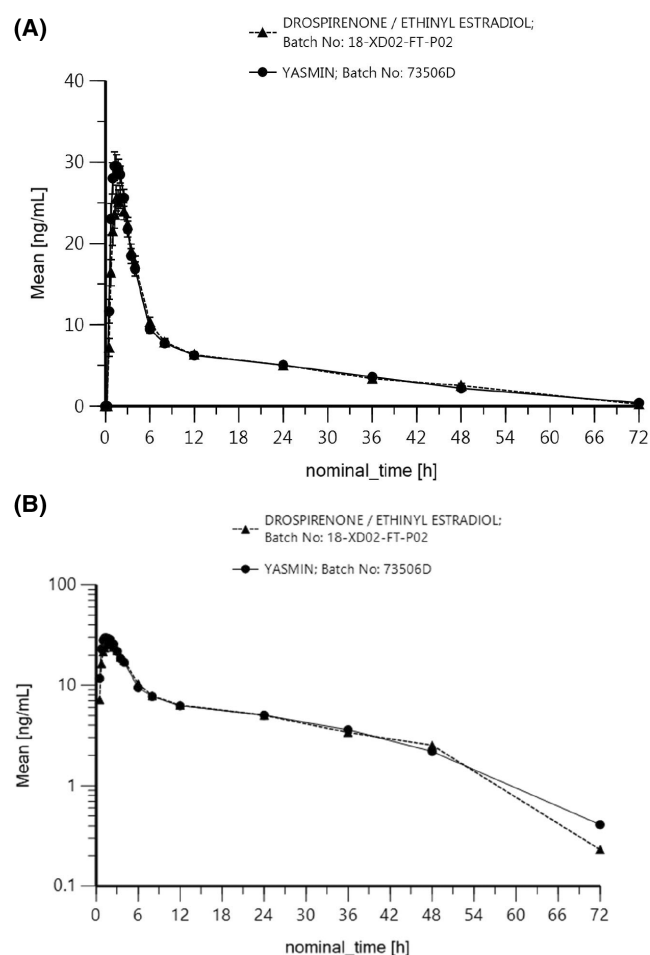 (A)
DROSPIRENONE / ETHINYL ESTRADIOL;
Batch No: 18-XD02-FT-P02
YASMIN; Batch No: 73506D
40
30
20
10
0
Mean [ng/mL]
0 6 12 18 24 30 36 42 48 54 60 66 72
nominal_time [h]
(B)
DROSPIRENONE / ETHINYL ESTRADIOL;
Batch No: 18-XD02-FT-P02
YASMIN; Batch No: 73506D
100
10
1
0.1
Mean [ng/mL]
0 6 12 18 24 30 36 42 48 54 60 66 72
nominal_time [h]